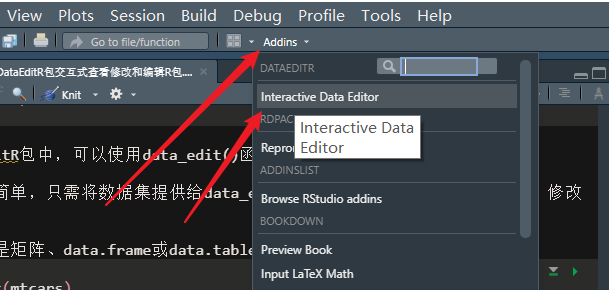 w Plots Session Build Debug Profile Tools Help
Go to file/function Addins
DataEditR包交互式查看修改和编辑R包....
DATAEDITR
Knit
Interactive Data Editor
RDPAC
Interactive Data
Editor
itR包中，可以使用data_edit()函
Repro
ADDINSLIST
简单，只需将数据集提供给data_e
Browse RStudio addins
修改
BOOKDOWN
是矩阵、data.frame或data.table
Preview Book
Input LaTeX Math
(mtcars)